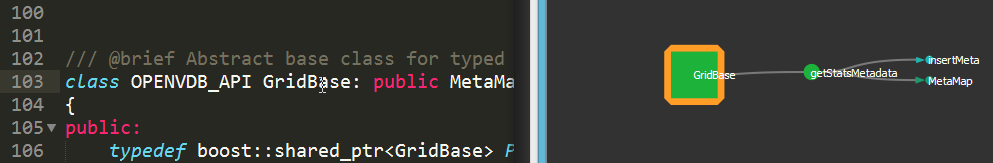 100
101
102 /// @brief Abstract base class for typed
103 class OPENVDB_API GridBase: public MetaMa
104 {
105 public:
106 typedef boost::shared_ptr<GridBase> P
GridBase
getStatsMetadata
insertMeta
MetaMap